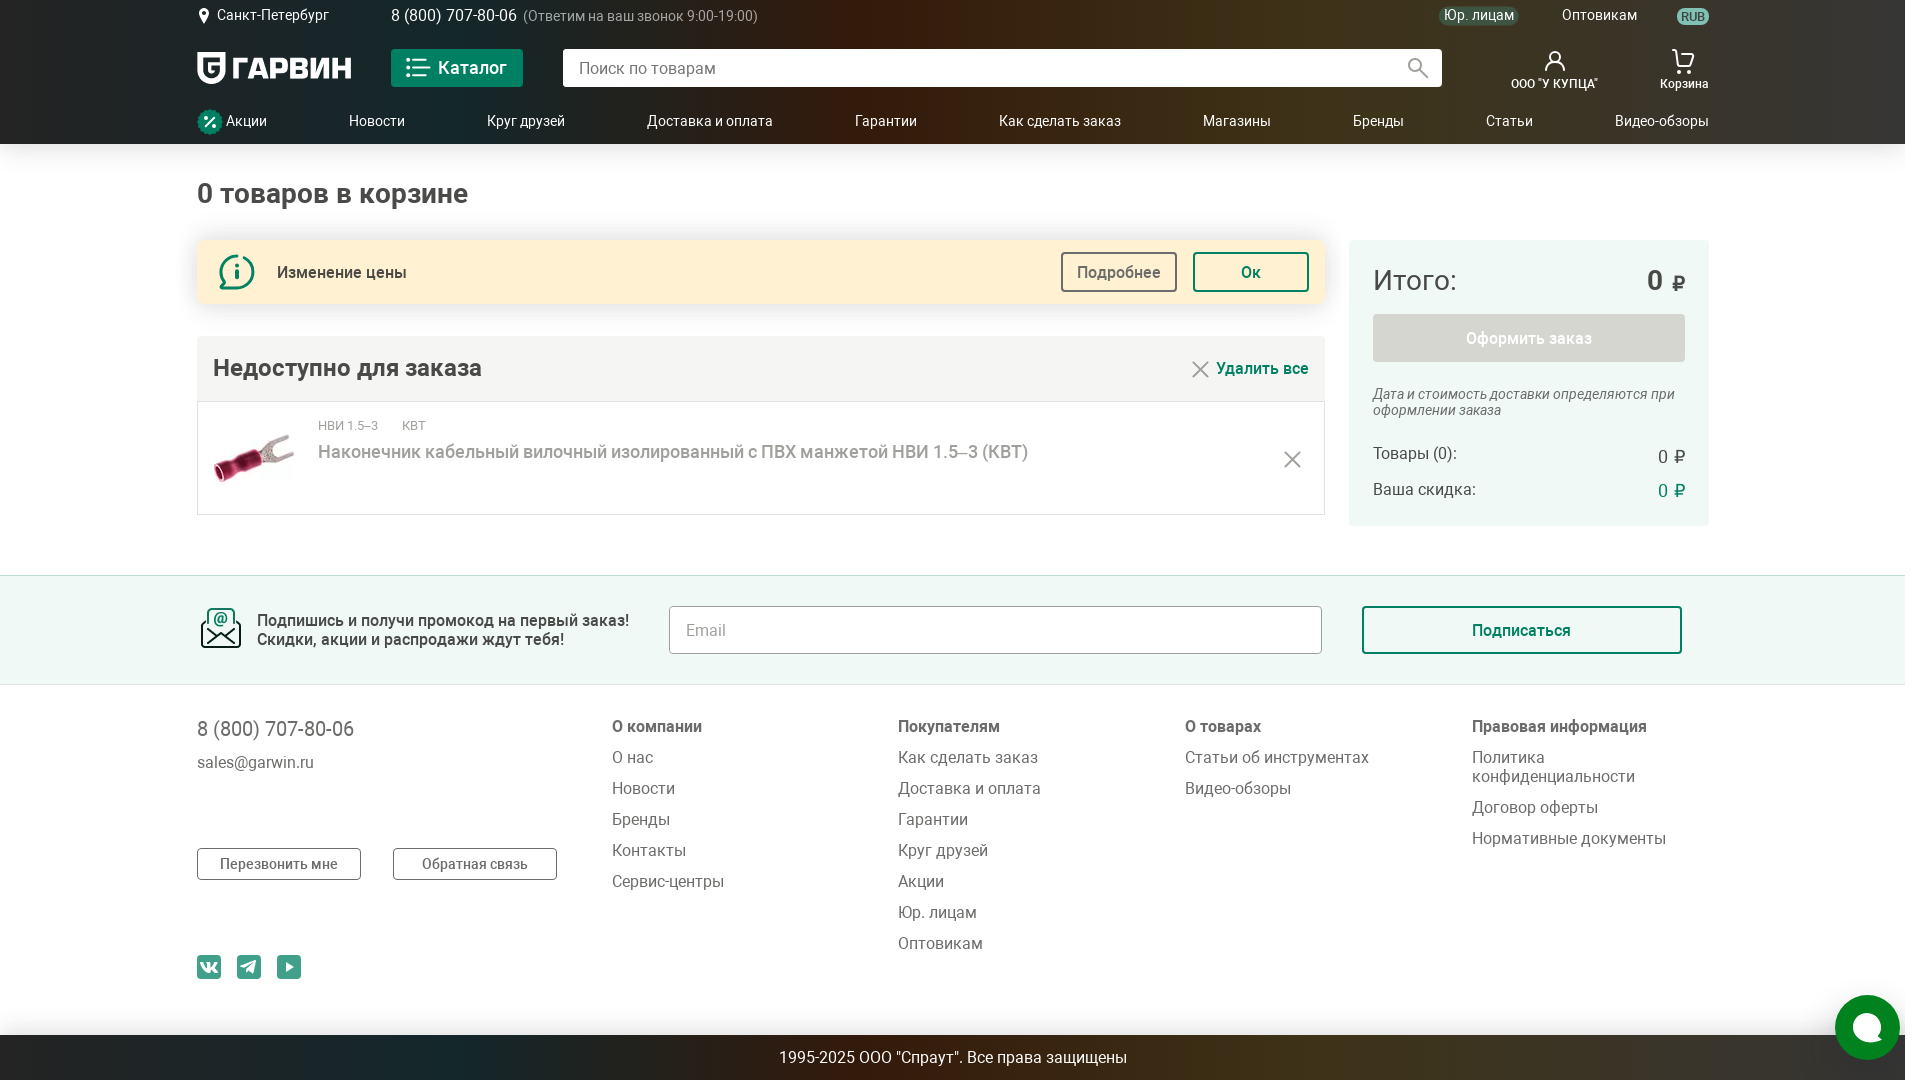 Санкт-Петербург
8 (800) 707-80-06 (Ответим на ваш звонок 9:00-19:00)
Юр. лицам
Оптовикам
RUB
ГАРВИН
Каталог
Поиск по товарам
ООО "У КУПЦА"
Корзина
Акции
Новости
Круг друзей
Доставка и оплата
Гарантии
Как сделать заказ
Магазины
Бренды
Статьи
Видео-обзоры
0 товаров в корзине
Изменение цены
Подробнее
Ок
Недоступно для заказа
Удалить все
НВИ 1.5–3 КВТ
Наконечник кабельный вилочный изолированный с ПВХ манжетой НВИ 1.5–3 (КВТ)
Итого: 0 ₽
Оформить заказ
Дата и стоимость доставки определяются при
оформлении заказа
Товары (0): 0 ₽
Ваша скидка: 0 ₽
Подпишись и получи промокод на первый заказ!
Скидки, акции и распродажи ждут тебя!
Email
Подписаться
8 (800) 707-80-06
sales@garwin.ru
Перезвонить мне
Обратная связь
О компании
О нас
Новости
Бренды
Контакты
Сервис-центры
Покупателям
Как сделать заказ
Доставка и оплата
Гарантии
Круг друзей
Акции
Юр. лицам
Оптовикам
О товарах
Статьи об инструментах
Видео-обзоры
Правовая информация
Политика
конфиденциальности
Договор оферты
Нормативные документы
1995-2025 ООО "Спраут". Все права защищены